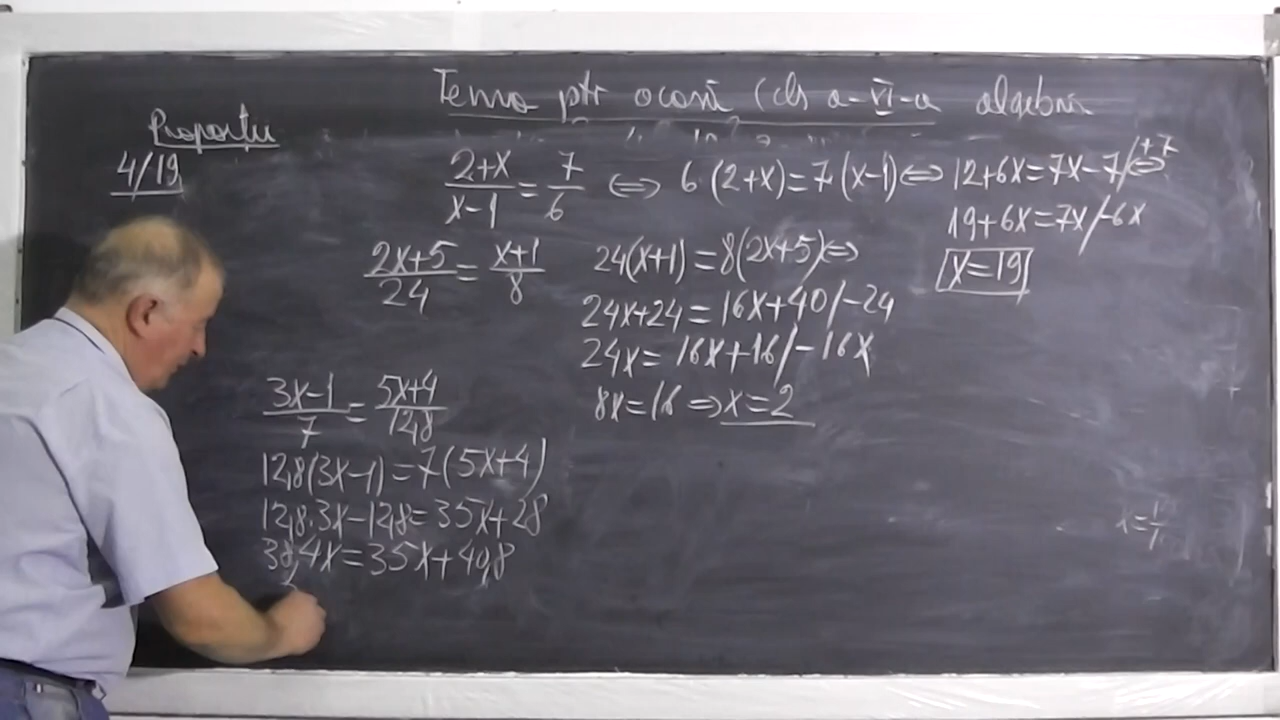 Tema ptr acasă (cls a-VI-a algebră
Proporții
4/19
2+x/x-1 = 7/6 ⇔ 6(2+x)=7(x-1) ⇔ 12+6x=7x-7/+7 ⇔
19+6x=7x/-6x
x=19
2x+5/24 = x+1/8
24(x+1)=8(2x+5) ⇔
24x+24=16x+40/-24
24x=16x+16/-16x
8x=16 ⇒ x=2
3x-1/7 = 5x+4/12,8
12,8(3x-1)=7(5x+4)
12,8·3x-12,8=35x+28
38,4x=35x+40,8